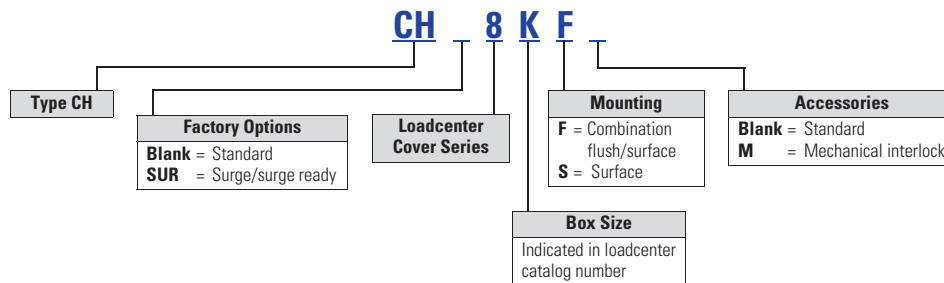 CH _ 8 K F _
Type CH
Factory Options
Blank = Standard
SUR = Surge/surge ready
Loadcenter
Cover Series
Mounting
F = Combination
flush/surface
S = Surface
Accessories
Blank = Standard
M = Mechanical interlock
Box Size
Indicated in loadcenter
catalog number